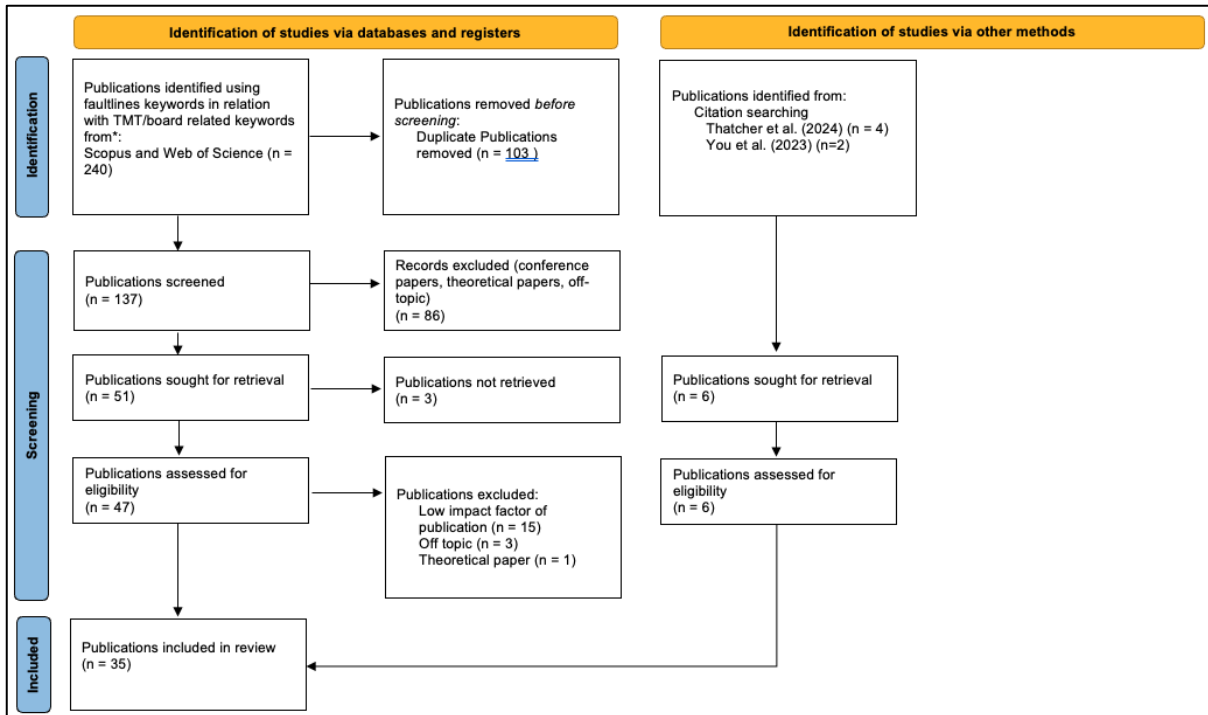 Identification of studies via databases and registers
Identification of studies via other methods
Identification
Publications identified using
faultlines keywords in relation
with TMT/board related keywords
from*:
Scopus and Web of Science (n =
240)
Publications removed before
screening:
Duplicate Publications
removed (n = 103 )
Publications identified from:
Citation searching
Thatcher et al. (2024) (n = 4)
You et al. (2023) (n=2)
Screening
Publications screened
(n = 137)
Records excluded (conference
papers, theoretical papers, off-
topic)
(n = 86)
Publications sought for retrieval
(n = 51)
Publications not retrieved
(n = 3)
Publications sought for retrieval
(n = 6)
Publications assessed for
eligibility
(n = 47)
Publications excluded:
Low impact factor of
publication (n = 15)
Off topic (n = 3)
Theoretical paper (n = 1)
Publications assessed for
eligibility
(n = 6)
Included
Publications included in review
(n = 35)